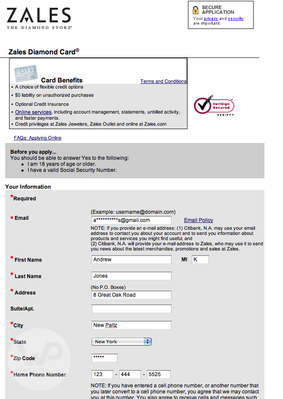 ZALES
THE DIAMOND STORE
SECURE
APPLICATION
Your privacy and security
are important.
Zales Diamond Card®
ZALES
Card Benefits
Terms and Conditions
• A choice of flexible credit options
• $0 liability on unauthorized purchases
• Optional Credit Insurance
• Online services, including account management, statements, unbilled activity,
and faster payments.
• Credit privileges at Zales Jewelers, Zales Outlet and online at Zales.com
VeriSign
Secured
VERIFY
FAQs: Applying Online
Before you apply...
You should be able to answer Yes to the following:
• I am 18 years of age or older.
• I have a valid Social Security Number.
Your Information
*Required
(Example: username@domain.com)
*Email
a**********s@gmail.com
Email Policy
NOTE: If you provide an e-mail address: (1) Citibank, N.A. may use your email
address to contact you about your account and to send you information about
products and services you might find useful, and
(2) Citibank, N.A. will provide your e-mail address to Zales, who may use it to send
you news about the latest merchandise, promotions and sales at Zales.
*First Name
Andrew
MI
K
*Last Name
Jones
(No P.O. Boxes)
*Address
8 Great Oak Road
Suite/Apt.
*City
New Paltz
*State
New York
*Zip Code
*****
*Home Phone Number
123 - 444 - 5525
NOTE: If you have entered a cell phone number, or another number that
you later convert to a cell phone number, you agree that we may contact
you at this number. You also agree to receive calls and messages such